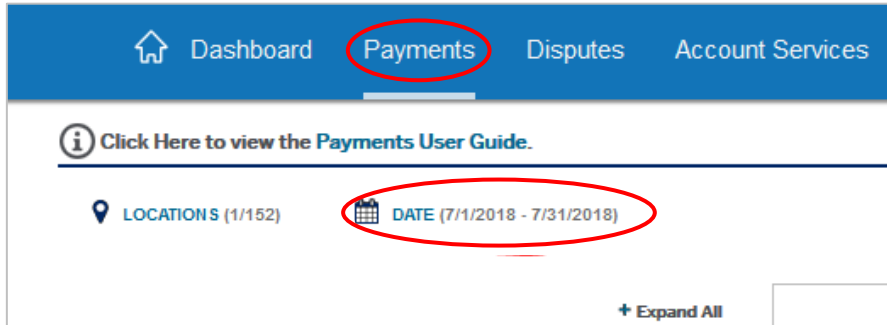 Dashboard Payments Disputes Account Services
Click Here to view the Payments User Guide.
LOCATIONS (1/152) DATE (7/1/2018 - 7/31/2018)
+ Expand All